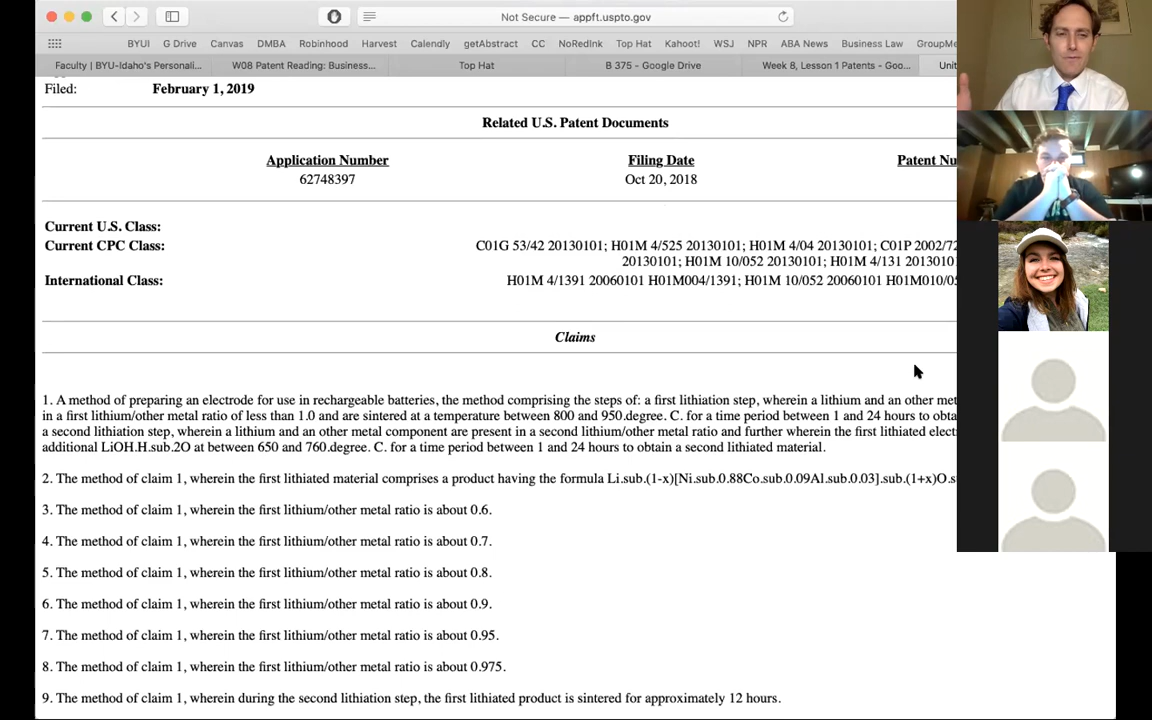 Not Secure — appft.uspto.gov
BYUI G Drive Canvas DMBA Robinhood Harvest Calendly getAbstract CC NoRedInk Top Hat Kahoot! WSJ NPR ABA News Business Law GroupMe
Faculty | BYU-Idaho's Personali... W08 Patent Reading: Business... Top Hat B 375 - Google Drive Week 8, Lesson 1 Patents - Goo... Unit
Filed: February 1, 2019
Related U.S. Patent Documents
Application Number Filing Date Patent Nu
62748397 Oct 20, 2018
Current U.S. Class:
Current CPC Class: C01G 53/42 20130101; H01M 4/525 20130101; H01M 4/04 20130101; C01P 2002/72
20130101; H01M 10/052 20130101; H01M 4/131 20130101
International Class: H01M 4/1391 20060101 H01M004/1391; H01M 10/052 20060101 H01M010/05
Claims
1. A method of preparing an electrode for use in rechargeable batteries, the method comprising the steps of: a first lithiation step, wherein a lithium and an other met
in a first lithium/other metal ratio of less than 1.0 and are sintered at a temperature between 800 and 950.degree. C. for a time period between 1 and 24 hours to obta
a second lithiation step, wherein a lithium and an other metal component are present in a second lithium/other metal ratio and further wherein the first lithiated elect
additional LiOH.H.sub.2O at between 650 and 760.degree. C. for a time period between 1 and 24 hours to obtain a second lithiated material.
2. The method of claim 1, wherein the first lithiated material comprises a product having the formula Li.sub.(1-x)[Ni.sub.0.88Co.sub.0.09Al.sub.0.03].sub.(1+x)O.s
3. The method of claim 1, wherein the first lithium/other metal ratio is about 0.6.
4. The method of claim 1, wherein the first lithium/other metal ratio is about 0.7.
5. The method of claim 1, wherein the first lithium/other metal ratio is about 0.8.
6. The method of claim 1, wherein the first lithium/other metal ratio is about 0.9.
7. The method of claim 1, wherein the first lithium/other metal ratio is about 0.95.
8. The method of claim 1, wherein the first lithium/other metal ratio is about 0.975.
9. The method of claim 1, wherein during the second lithiation step, the first lithiated product is sintered for approximately 12 hours.